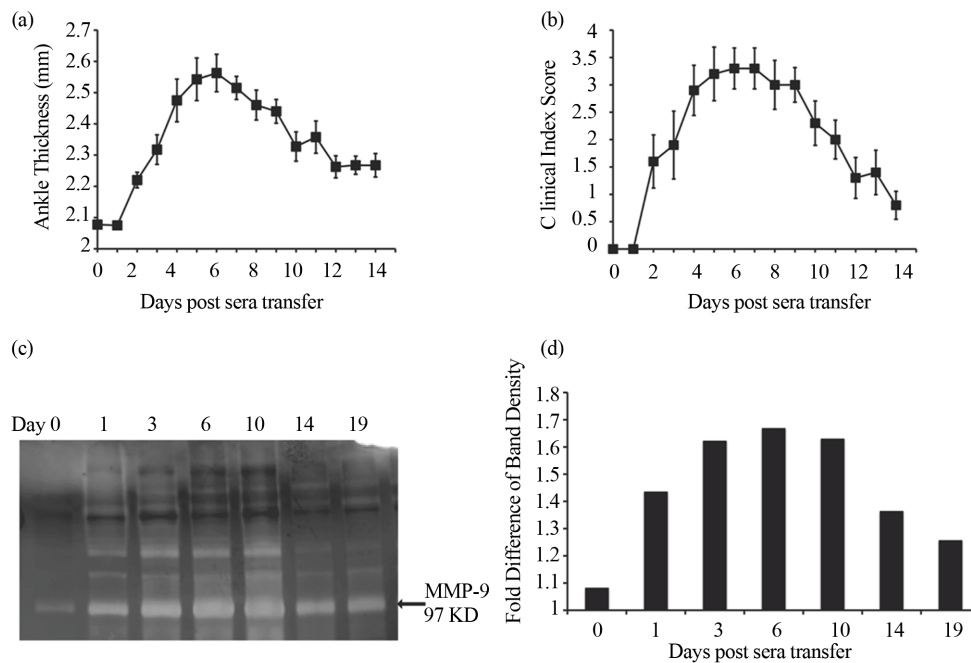 (a)
2.7
2.6
2.5
2.4
2.3
2.2
2.1
2
Ankle Thickness (mm)
0 2 4 6 8 10 12 14
Days post sera transfer
(b)
4
3.5
3
2.5
2
1.5
1
0.5
0
C linical Index Score
0 2 4 6 8 10 12 14
Days post sera transfer
(c)
Day 0 1 3 6 10 14 19
MMP-9
97 KD
(d)
1.8
1.7
1.6
1.5
1.4
1.3
1.2
1.1
1
Fold Difference of Band Density
0 1 3 6 10 14 19
Days post sera transfer